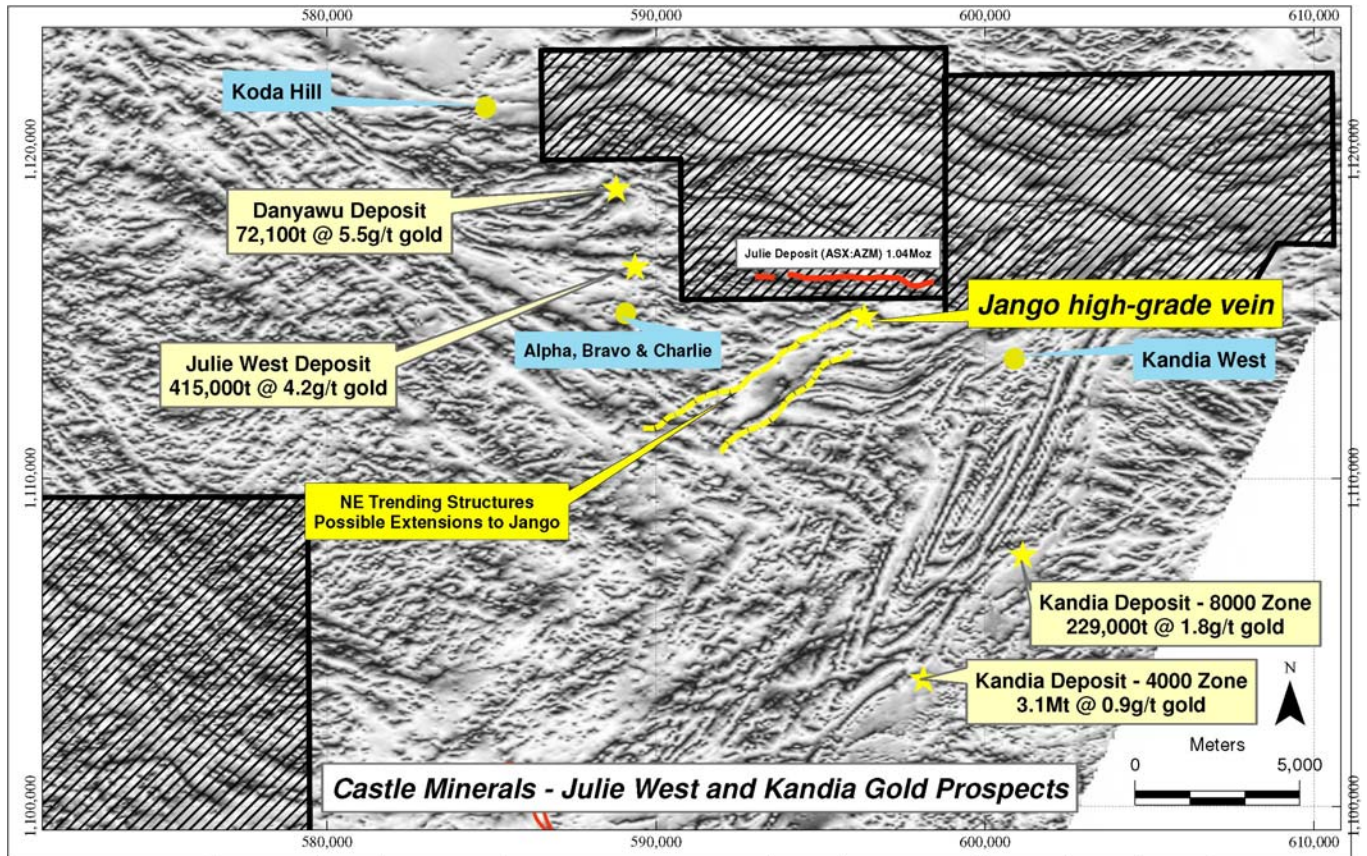 580,000
590,000
600,000
610,000
1,120,000
1,120,000
Koda Hill
Danyawu Deposit
72,100t @ 5.5g/t gold
Julie Deposit (ASX:AZM) 1.04Moz
Jango high-grade vein
Alpha, Bravo & Charlie
Kandia West
Julie West Deposit
415,000t @ 4.2g/t gold
1,110,000
1,110,000
NE Trending Structures
Possible Extensions to Jango
Kandia Deposit - 8000 Zone
229,000t @ 1.8g/t gold
Kandia Deposit - 4000 Zone
3.1Mt @ 0.9g/t gold
N
Meters
0
5,000
Castle Minerals - Julie West and Kandia Gold Prospects
1,100,000
1,100,000
580,000
590,000
600,000
610,000